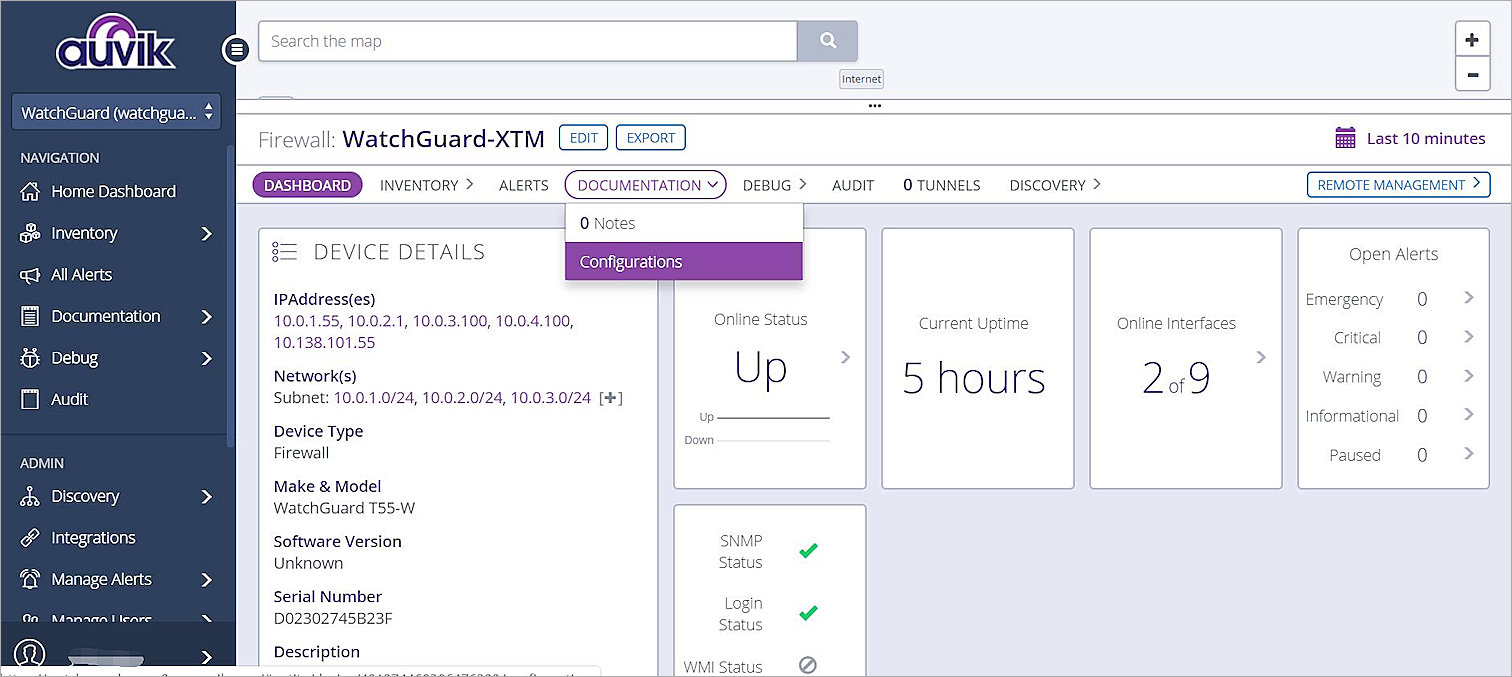 auvik
Search the map
Internet
WatchGuard (watchgua...
NAVIGATION
Home Dashboard
Inventory
All Alerts
Documentation
Debug
Audit
ADMIN
Discovery
Integrations
Manage Alerts
Manage Users
Firewall: WatchGuard-XTM EDIT EXPORT Last 10 minutes
DASHBOARD INVENTORY ALERTS DOCUMENTATION DEBUG AUDIT 0 TUNNELS DISCOVERY REMOTE MANAGEMENT
0 Notes
Configurations
DEVICE DETAILS
IPAddress(es)
10.0.1.55, 10.0.2.1, 10.0.3.100, 10.0.4.100,
10.138.101.55
Network(s)
Subnet: 10.0.1.0/24, 10.0.2.0/24, 10.0.3.0/24 [+]
Device Type
Firewall
Make & Model
WatchGuard T55-W
Software Version
Unknown
Serial Number
D02302745B23F
Description
Online Status
Up
Up
Down
Current Uptime
5 hours
Online Interfaces
2 of 9
Open Alerts
Emergency 0
Critical 0
Warning 0
Informational 0
Paused 0
SNMP
Status
Login
Status
WMI Status